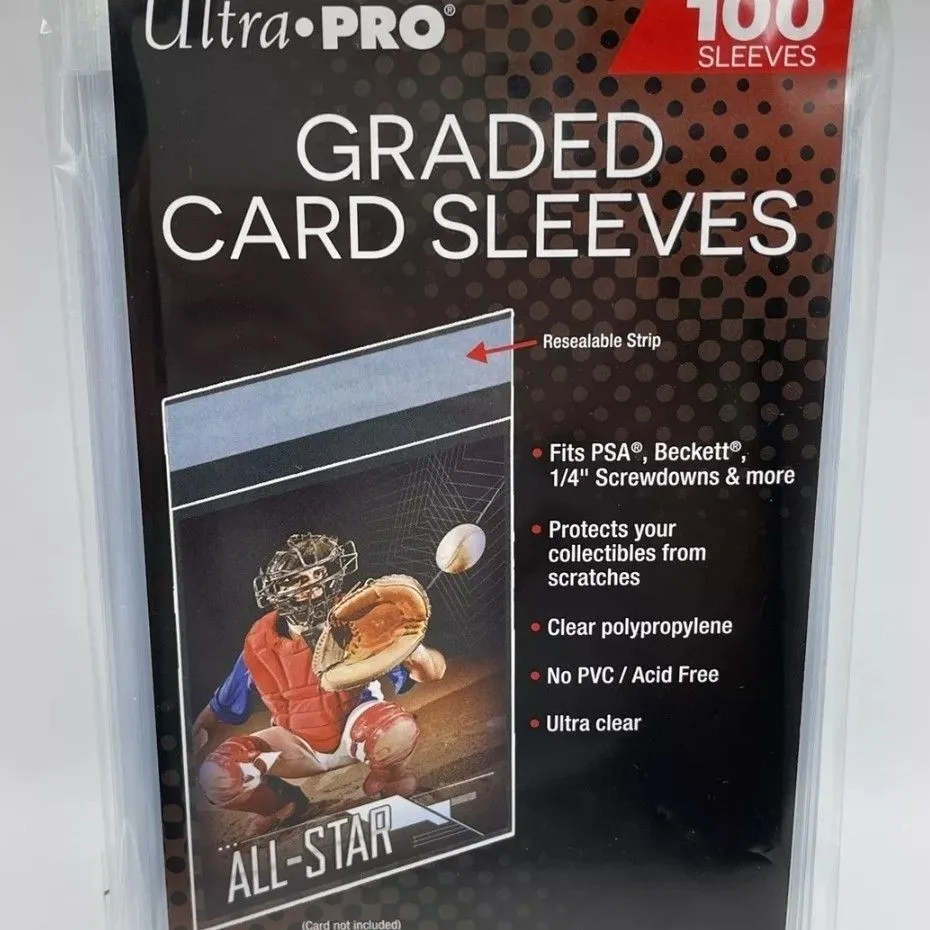 Ultra•PRO®
100
SLEEVES
GRADED
CARD SLEEVES
Resealable Strip
• Fits PSA®, Beckett®,
1/4" Screwdowns & more
• Protects your
collectibles from
scratches
• Clear polypropylene
• No PVC / Acid Free
• Ultra clear
ALL-STAR
(Card not included)